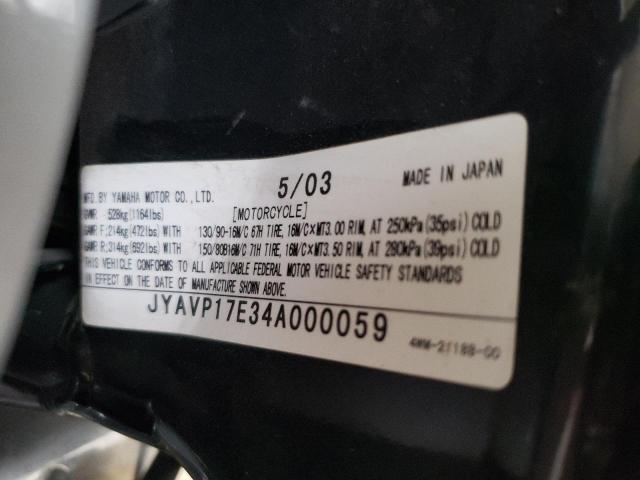 MFD. BY YAMAHA MOTOR CO., LTD. 5/03 MADE IN JAPAN
GVWR 528kg(1164lbs) [MOTORCYCLE]
GAWR F:214kg(472lbs)WITH 130/90-16M/C 67H TIRE, 16M/C×MT3.00 RIM, AT 250kPa(35psi)COLD
GAWR R:314kg(692lbs)WITH 150/80B16M/C 71H TIRE, 16M/C×MT3.50 RIM, AT 280kPa(39psi)COLD
THIS VEHICLE CONFORMS TO ALL APPLICABLE FEDERAL MOTOR VEHICLE SAFETY STANDARDS
IN EFFECT ON THE DATE OF MANUFACTURE SHOWN ABOVE.
JYAVP17E34A000059
4WM-2118B-00